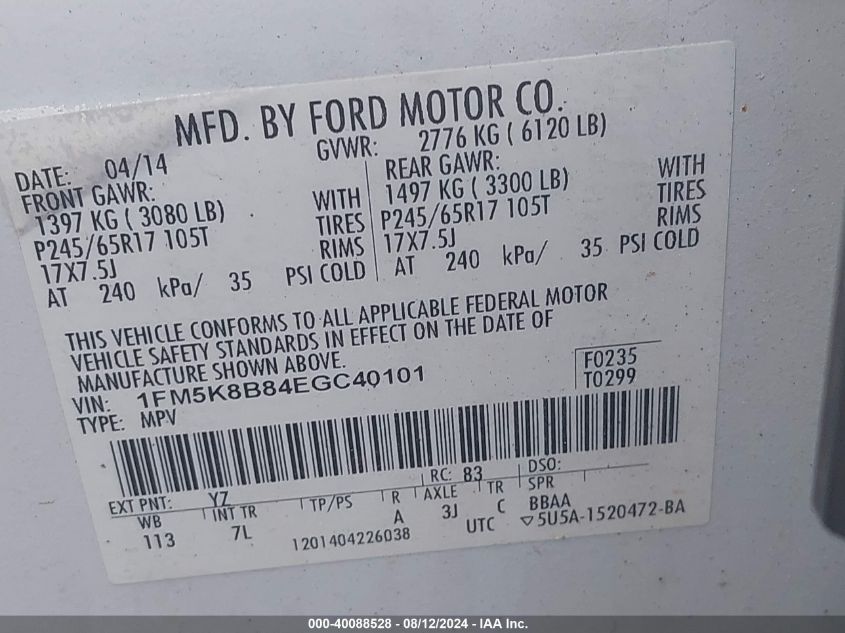 MFD. BY FORD MOTOR CO.
DATE: 04/14 GVWR: 2776 KG ( 6120 LB)
FRONT GAWR: REAR GAWR:
1397 KG ( 3080 LB) WITH 1497 KG ( 3300 LB) WITH
P245/65R17 105T TIRES P245/65R17 105T TIRES
17X7.5J RIMS 17X7.5J RIMS
AT 240 kPa/ 35 PSI COLD AT 240 kPa/ 35 PSI COLD
THIS VEHICLE CONFORMS TO ALL APPLICABLE FEDERAL MOTOR
VEHICLE SAFETY STANDARDS IN EFFECT ON THE DATE OF
MANUFACTURE SHOWN ABOVE.
VIN: 1FM5K8B84EGC40101 F0235
TYPE: MPV T0299
EXT PNT: YZ RC: 83 DSO:
WB INT TR TP/PS R AXLE TR SPR
113 7L A 3J C BBAA
1201404226038 UTC ▽5U5A-1520472-BA
000-40088528 - 08/12/2024 - IAA Inc.